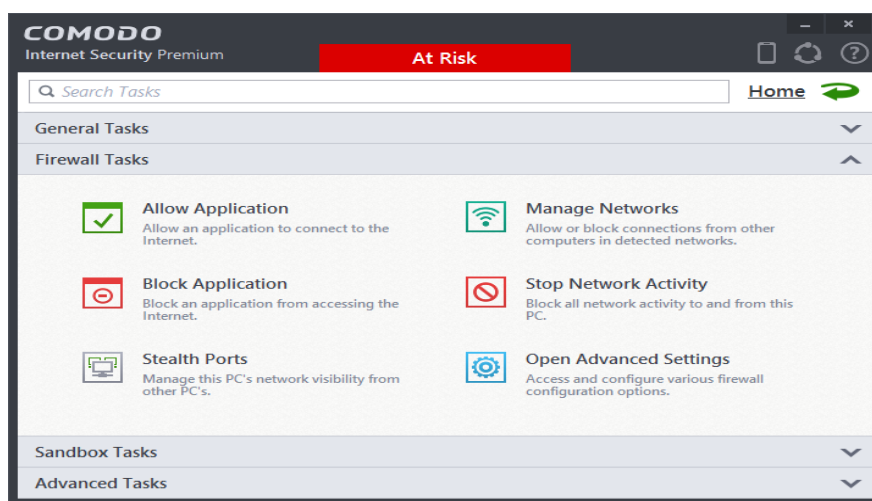 COMODO
Internet Security Premium
At Risk
Search Tasks
Home
General Tasks
Firewall Tasks
Allow Application
Allow an application to connect to the
Internet.
Manage Networks
Allow or block connections from other
computers in detected networks.
Block Application
Block an application from accessing the
Internet.
Stop Network Activity
Block all network activity to and from this
PC.
Stealth Ports
Manage this PC's network visibility from
other PC's.
Open Advanced Settings
Access and configure various firewall
configuration options.
Sandbox Tasks
Advanced Tasks